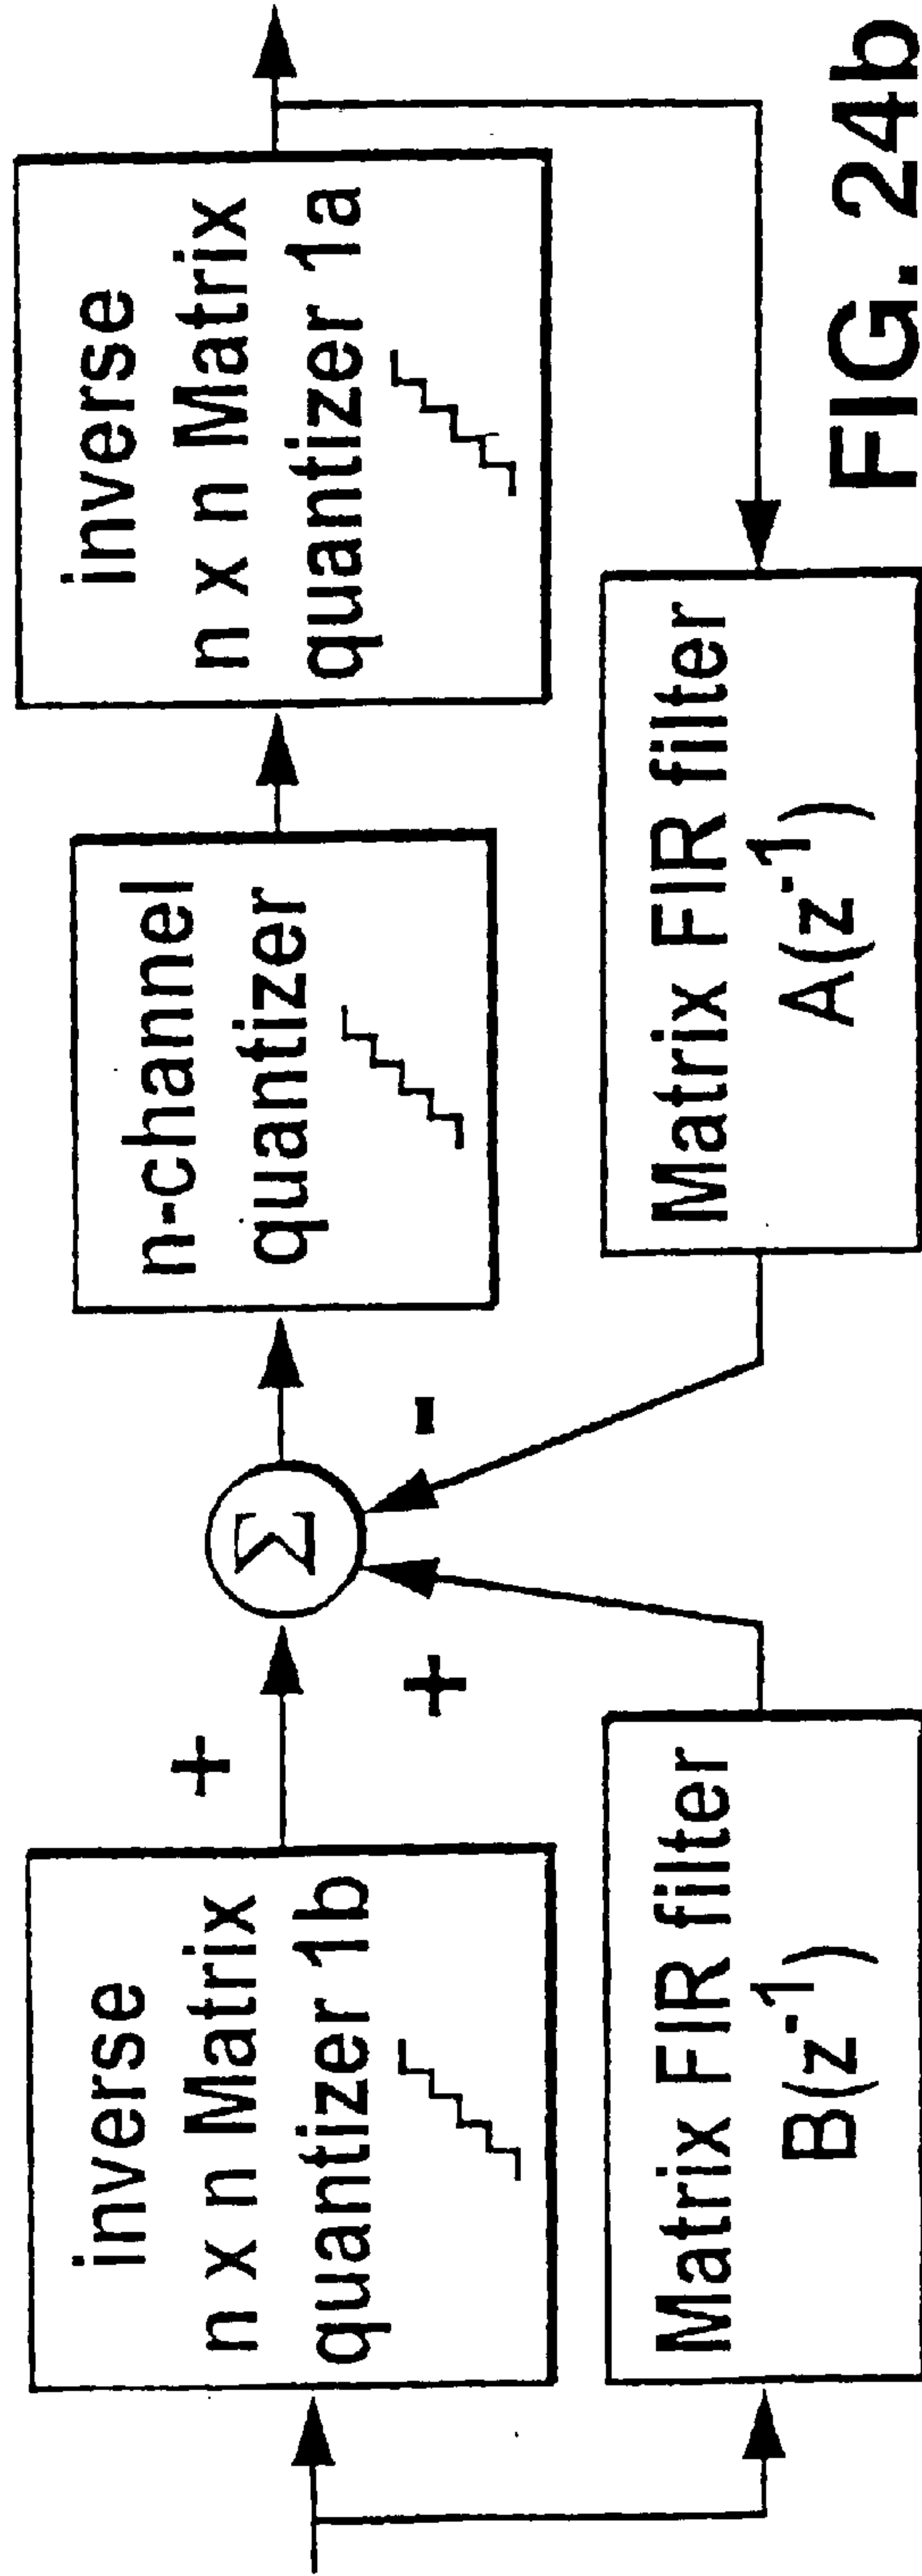 inverse
n x n Matrix
quantizer 1b
+
Σ
n-channel
quantizer
inverse
n x n Matrix
quantizer 1a
+
-
Matrix FIR filter
B(z⁻¹)
Matrix FIR filter
A(z⁻¹)
FIG. 24b